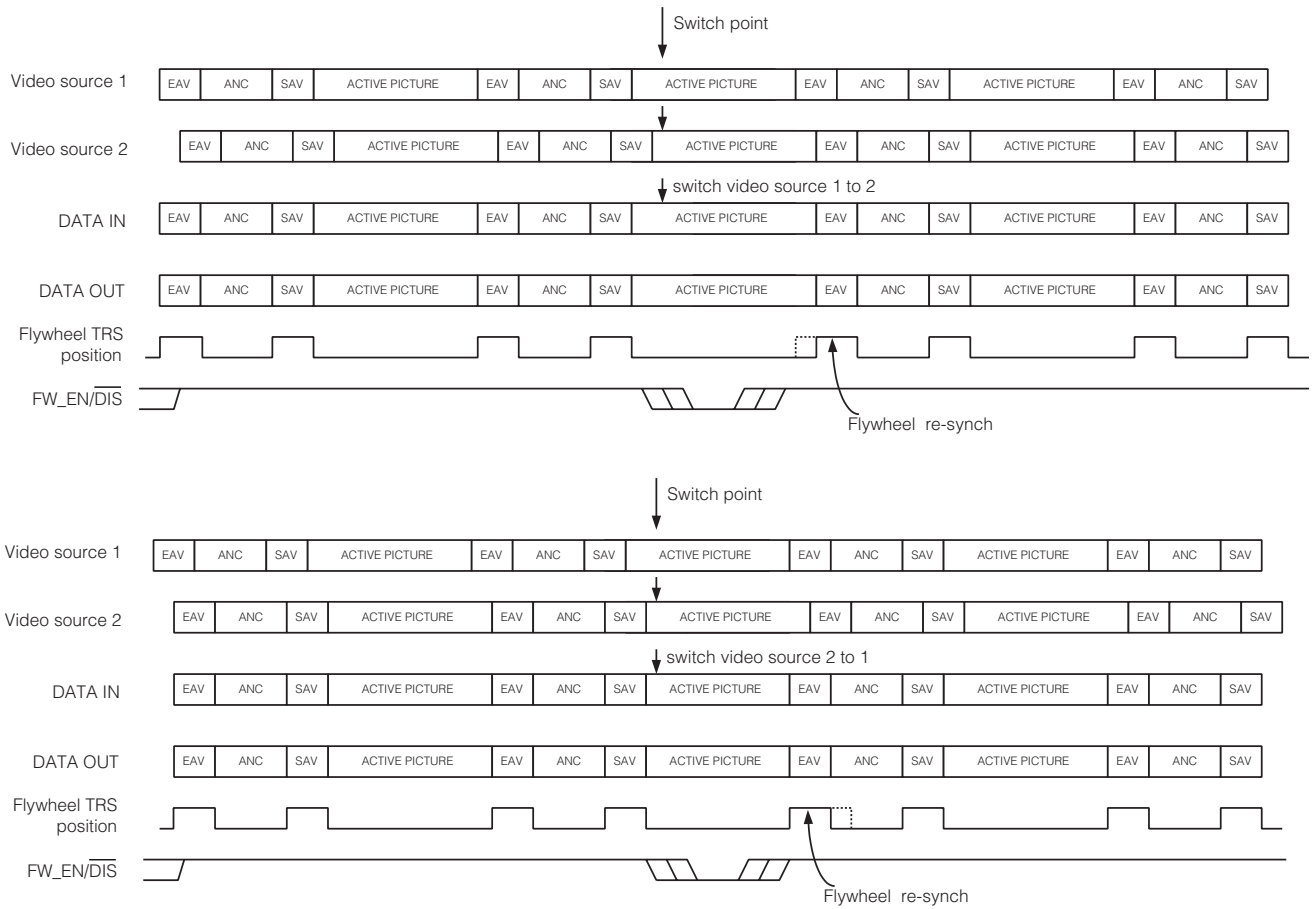 Switch point
Video source 1 EAV ANC SAV ACTIVE PICTURE EAV ANC SAV ACTIVE PICTURE EAV ANC SAV ACTIVE PICTURE EAV ANC SAV
Video source 2 EAV ANC SAV ACTIVE PICTURE EAV ANC SAV ACTIVE PICTURE EAV ANC SAV ACTIVE PICTURE EAV ANC SAV
switch video source 1 to 2
DATA IN EAV ANC SAV ACTIVE PICTURE EAV ANC SAV ACTIVE PICTURE EAV ANC SAV ACTIVE PICTURE EAV ANC SAV
DATA OUT EAV ANC SAV ACTIVE PICTURE EAV ANC SAV ACTIVE PICTURE EAV ANC SAV ACTIVE PICTURE EAV ANC SAV
Flywheel TRS
position
FW_EN/DIS
Flywheel re-synch
Switch point
Video source 1 EAV ANC SAV ACTIVE PICTURE EAV ANC SAV ACTIVE PICTURE EAV ANC SAV ACTIVE PICTURE EAV ANC SAV
Video source 2 EAV ANC SAV ACTIVE PICTURE EAV ANC SAV ACTIVE PICTURE EAV ANC SAV ACTIVE PICTURE EAV ANC SAV
switch video source 2 to 1
DATA IN EAV ANC SAV ACTIVE PICTURE EAV ANC SAV ACTIVE PICTURE EAV ANC SAV ACTIVE PICTURE EAV ANC SAV
DATA OUT EAV ANC SAV ACTIVE PICTURE EAV ANC SAV ACTIVE PICTURE EAV ANC SAV ACTIVE PICTURE EAV ANC SAV
Flywheel TRS
position
FW_EN/DIS
Flywheel re-synch